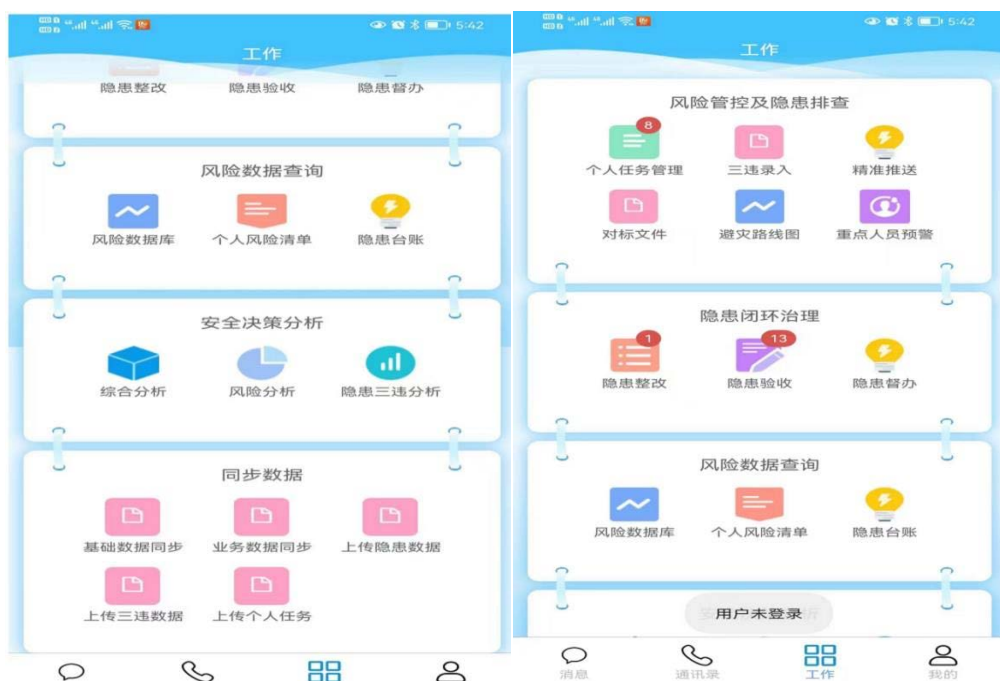 5:42
工作
隐患整改 隐患验收 隐患督办
风险数据查询
风险数据库 个人风险清单 隐患台账
安全决策分析
综合分析 风险分析 隐患三违分析
同步数据
基础数据同步 业务数据同步 上传隐患数据
上传三违数据 上传个人任务
5:42
工作
风险管控及隐患排查
8
个人任务管理 三违录入 精准推送
对标文件 避灾路线图 重点人员预警
隐患闭环治理
1 13
隐患整改 隐患验收 隐患督办
风险数据查询
风险数据库 个人风险清单 隐患台账
用户未登录
消息 通讯录 工作 我的